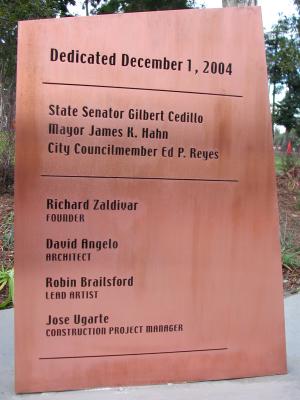 Dedicated December 1, 2004
State Senator Gilbert Cedillo
Mayor James K. Hahn
City Councilmember Ed P. Reyes
Richard Zaldivar
FOUNDER
David Angelo
ARCHITECT
Robin Brailsford
LEAD ARTIST
Jose Ugarte
CONSTRUCTION PROJECT MANAGER